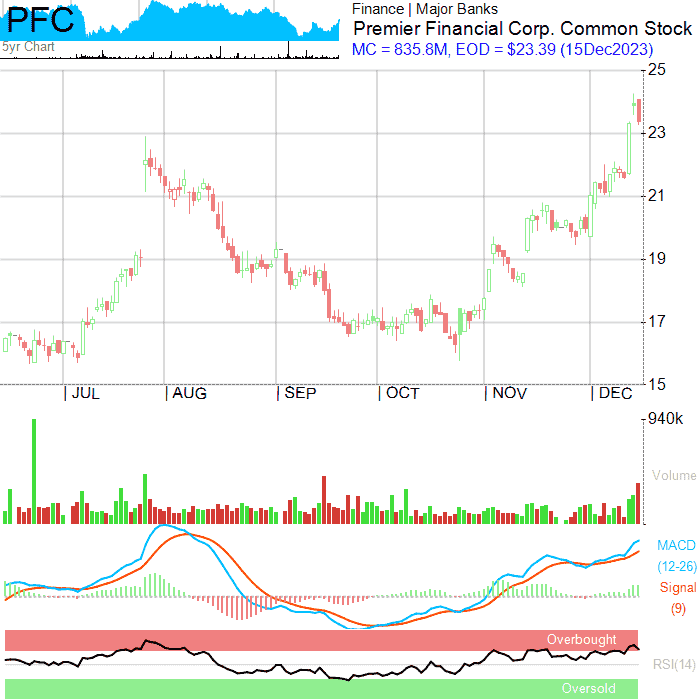 PFC
5yr Chart
Finance | Major Banks
Premier Financial Corp. Common Stock
MC = 835.8M, EOD = $23.39 (15Dec2023)
25
23
21
19
17
15
| JUL | AUG | SEP | OCT | NOV | DEC
940k
Volume
MACD
(12-26)
Signal
(9)
Overbought
RSI(14)
Oversold